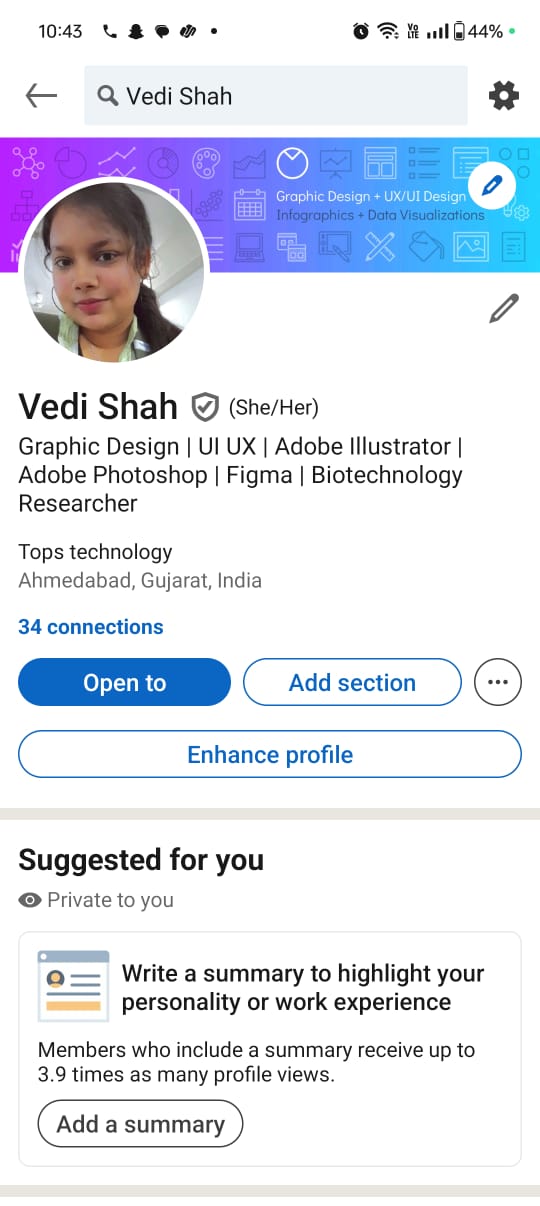 10:43
Vo
LTE
44%
Vedi Shah
Graphic Design + UX/UI Design
Infographics + Data Visualizations
Vedi Shah (She/Her)
Graphic Design | UI UX | Adobe Illustrator |
Adobe Photoshop | Figma | Biotechnology
Researcher
Tops technology
Ahmedabad, Gujarat, India
34 connections
Open to
Add section
Enhance profile
Suggested for you
Private to you
Write a summary to highlight your
personality or work experience
Members who include a summary receive up to
3.9 times as many profile views.
Add a summary